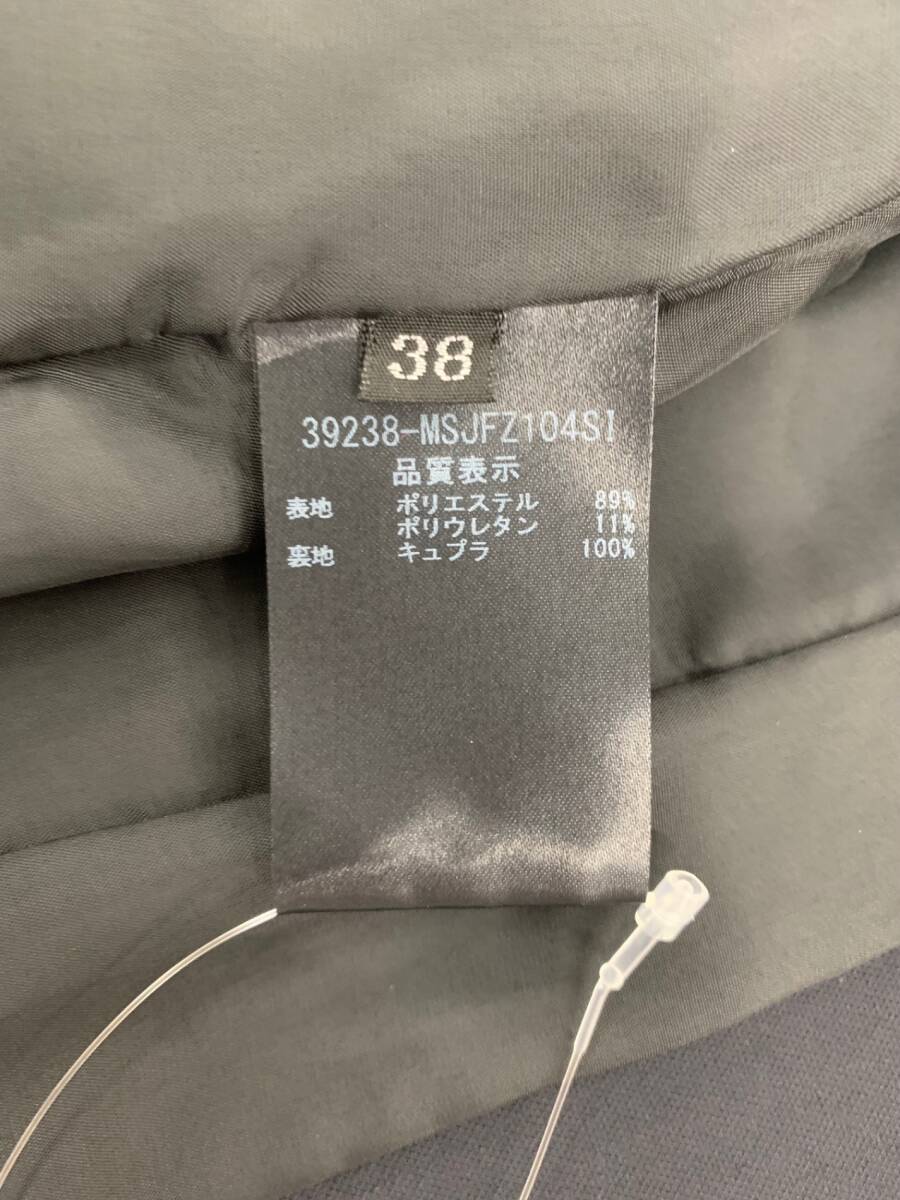 38
39238-MSJFZ104SI
品質表示
表地 ポリエステル 89%
ポリウレタン 11%
裏地 キュプラ 100%